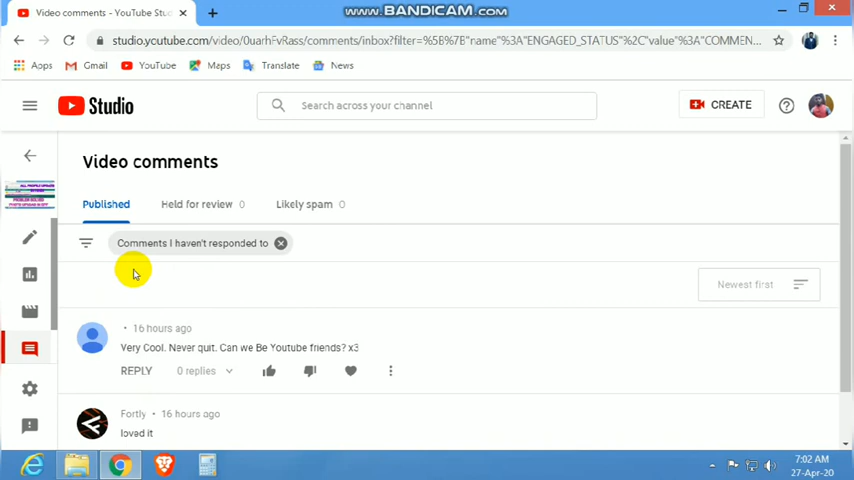 www.BANDICAM.com
Video comments - YouTube Stu
studio.youtube.com/video/0uarhFvRass/comments/inbox?filter=%5B%7B"name"%3A"ENGAGED_STATUS"%2C"value"%3A"COMMEN...
Apps Gmail YouTube Maps Translate News
Studio
Search across your channel
CREATE
Video comments
Published Held for review 0 Likely spam 0
Comments I haven't responded to
Newest first
• 16 hours ago
Very Cool. Never quit. Can we Be Youtube friends? x3
REPLY 0 replies
Fortly • 16 hours ago
loved it
7:02 AM
27-Apr-20